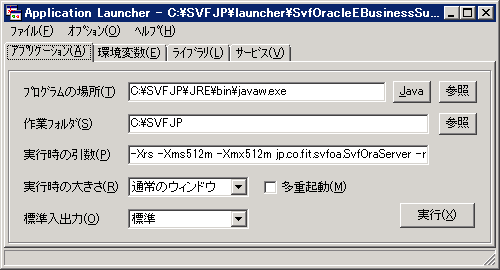 Application Launcher - C:¥SVFJP¥launcher¥SvfOracleEBusinessSu...
ﾌｧｲﾙ(F) ｵﾌﾟｼｮﾝ(O) ﾍﾙﾌﾟ(H)
ｱﾌﾟﾘｹｰｼｮﾝ(A) 環境変数(E) ﾗｲﾌﾞﾗﾘ(L) ｻｰﾋﾞｽ(V)
ﾌﾟﾛｸﾞﾗﾑの場所(T) C:¥SVFJP¥JRE¥bin¥javaw.exe Java 参照
作業ﾌｫﾙﾀﾞ(S) C:¥SVFJP 参照
実行時の引数(P) -Xrs -Xms512m -Xmx512m jp.co.fit.svfoa.SvfOraServer -r
実行時の大きさ(R) 通常のウィンドウ 多重起動(M)
標準入出力(O) 標準 実行(X)